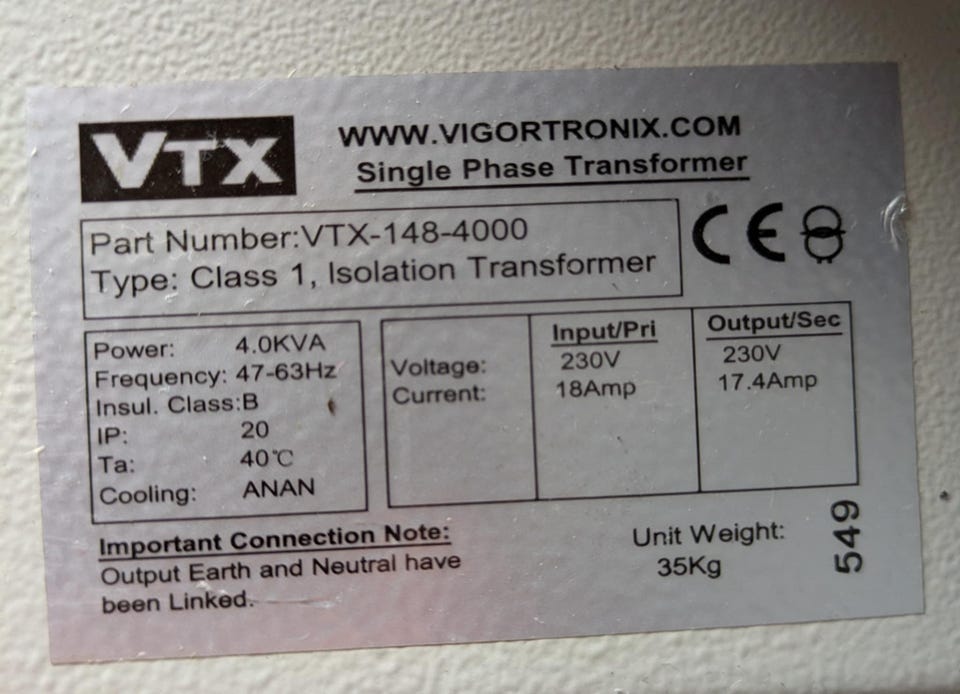 VTX
WWW.VIGORTRONIX.COM
Single Phase Transformer
Part Number:VTX-148-4000
Type: Class 1, Isolation Transformer
CE
Power: 4.0KVA
Frequency: 47-63Hz
Insul. Class:B
IP: 20
Ta: 40℃
Cooling: ANAN
Input/Pri Output/Sec
Voltage: 230V 230V
Current: 18Amp 17.4Amp
Important Connection Note:
Output Earth and Neutral have
been Linked.
Unit Weight:
35Kg
549